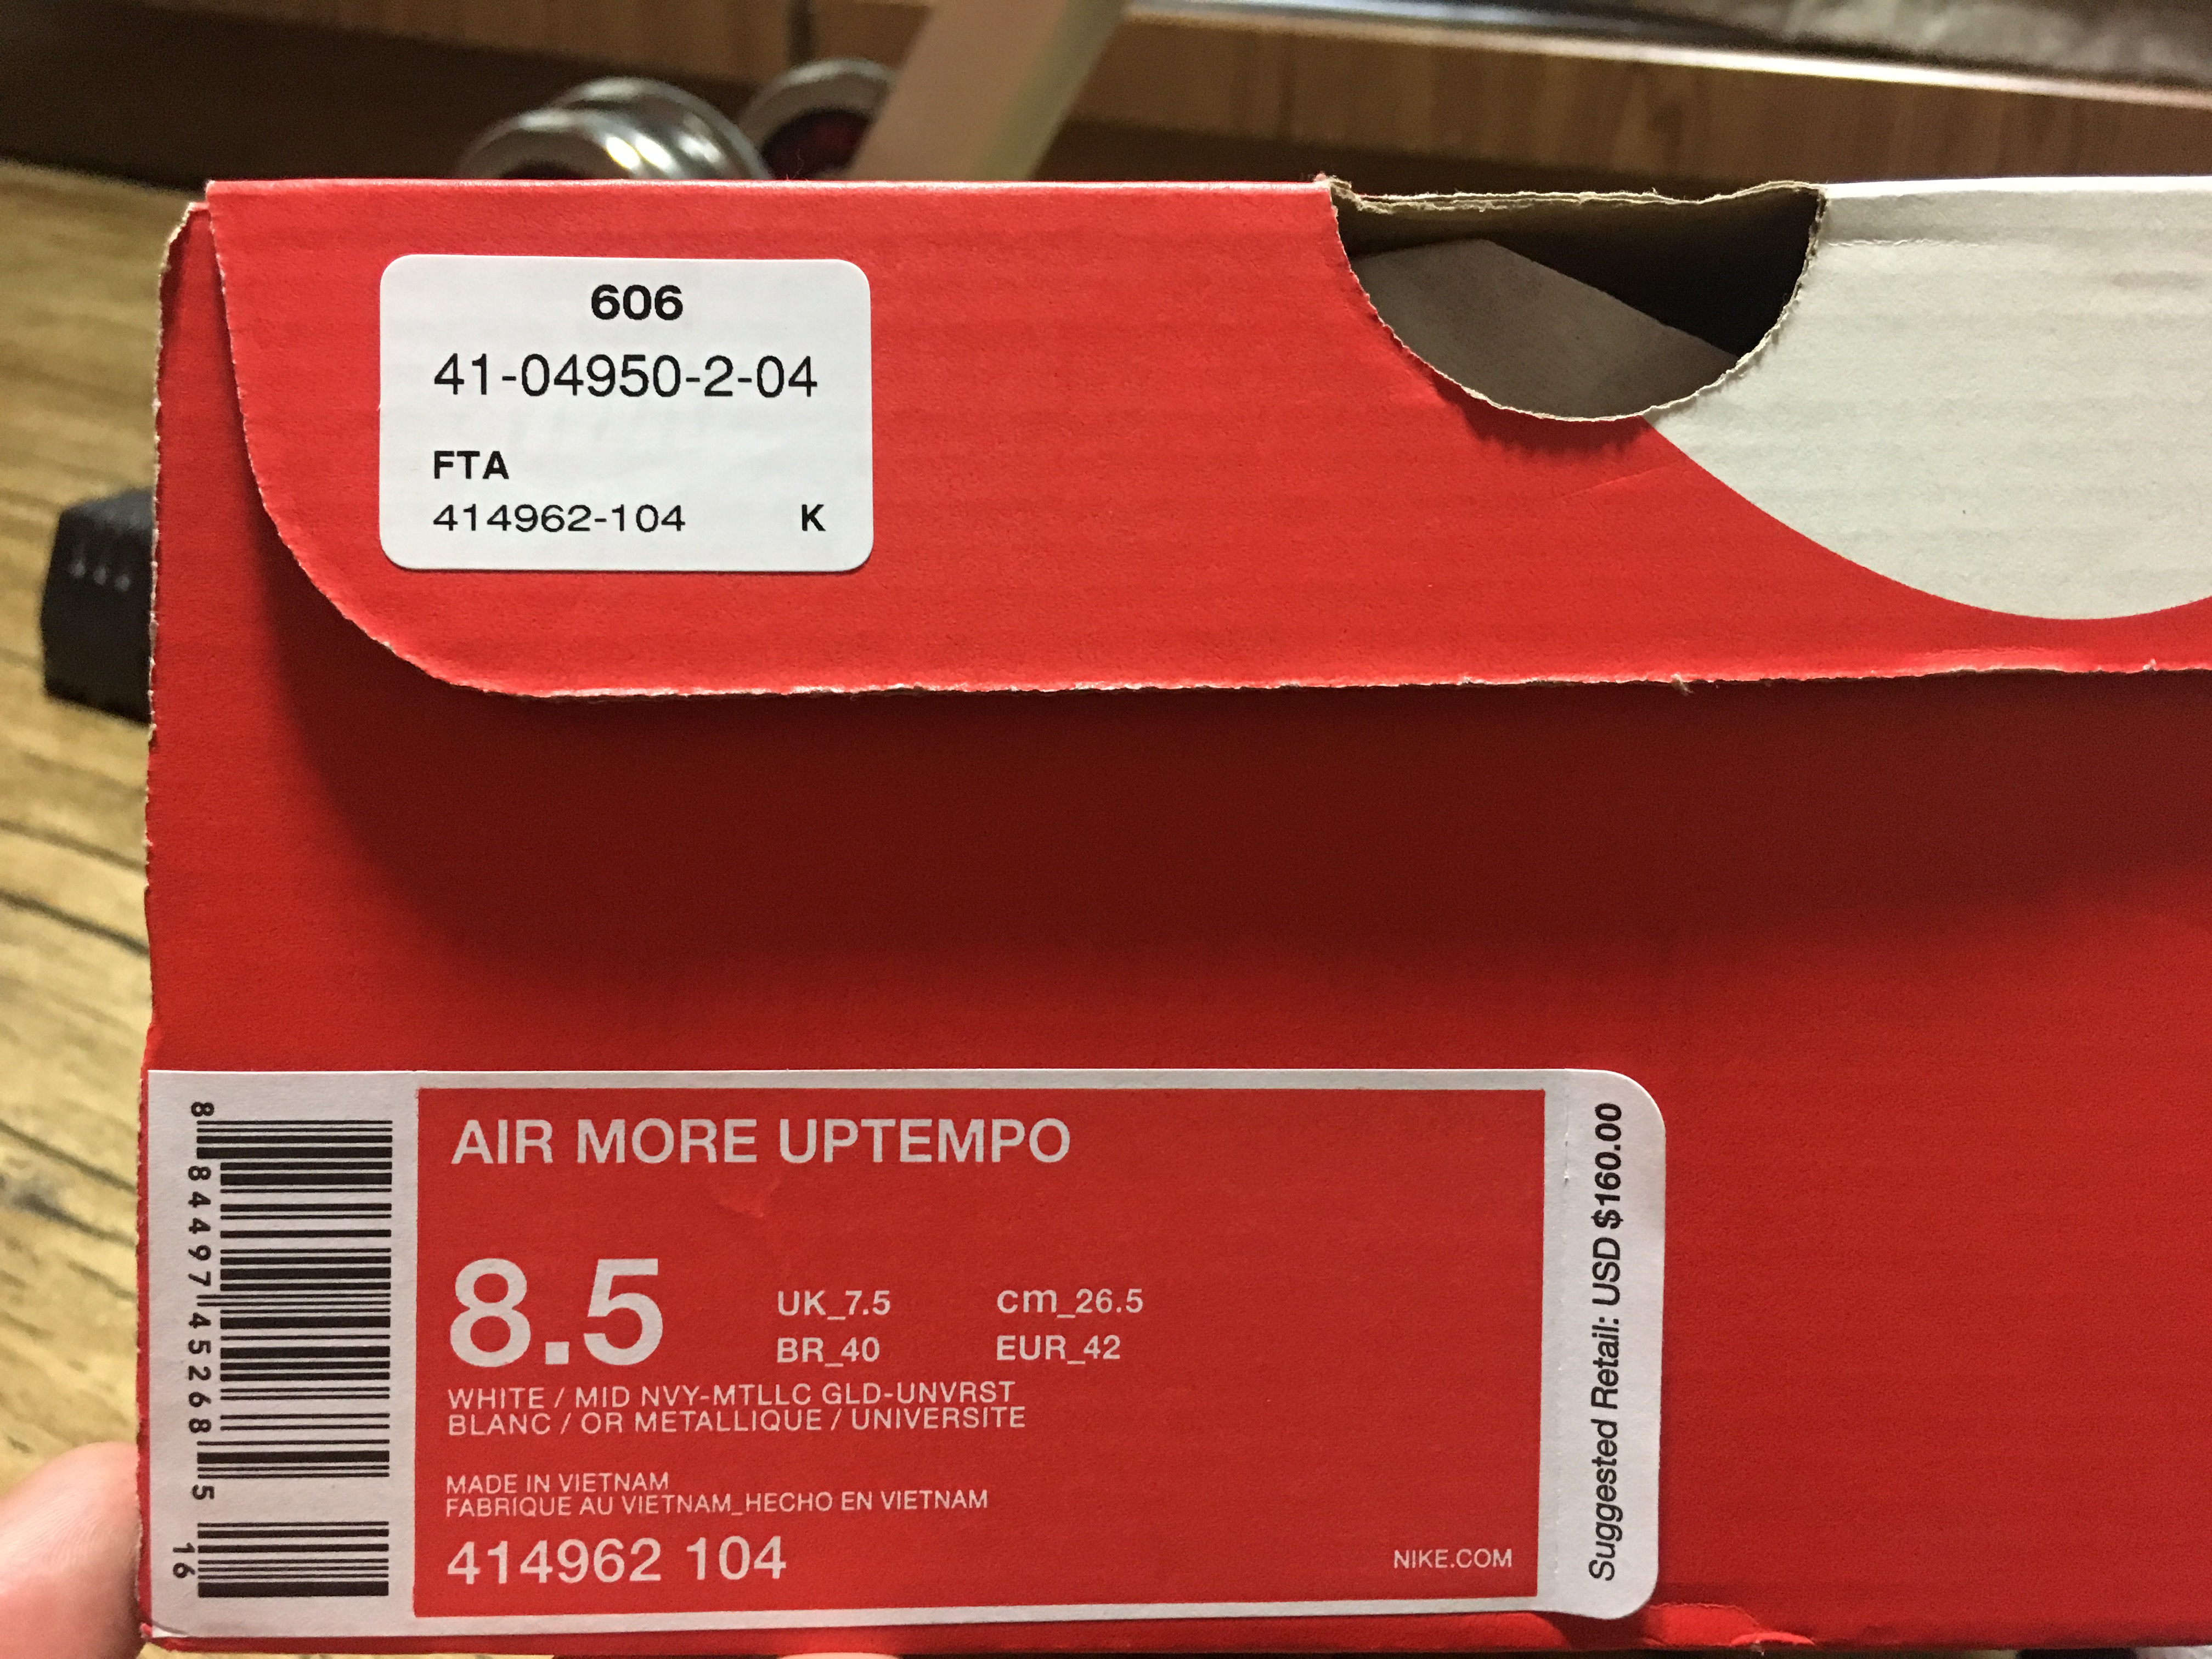 606
41-04950-2-04
FTA
414962-104 K
AIR MORE UPTEMPO
8.5
UK_7.5 cm_26.5
BR_40 EUR_42
WHITE / MID NVY-MTLLC GLD-UNVRST
BLANC / OR METALLIQUE / UNIVERSITE
MADE IN VIETNAM
FABRIQUE AU VIETNAM_HECHO EN VIETNAM
414962 104
NIKE.COM
8 84497 45268 5
16
Suggested Retail: USD $160.00